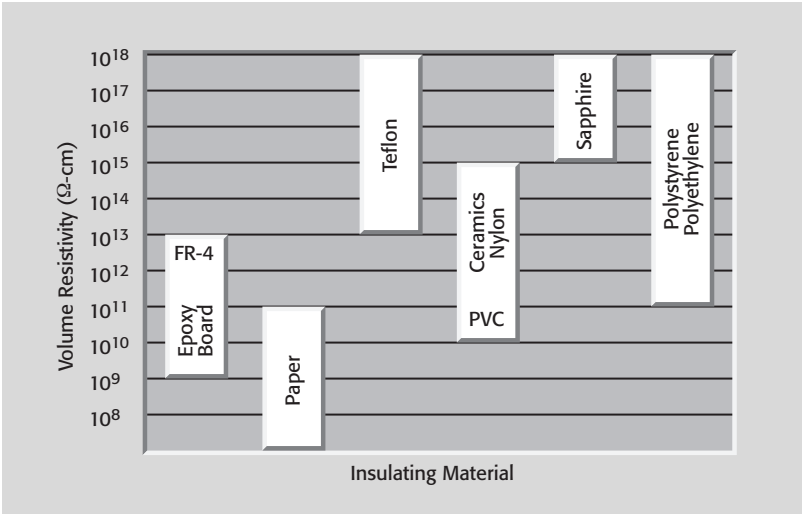 10¹⁸
10¹⁷
10¹⁶
10¹⁵
10¹⁴
10¹³
10¹²
10¹¹
10¹⁰
10⁹
10⁸
Volume Resistivity (Ω-cm)
FR-4
Epoxy
Board
Paper
Teflon
Ceramics
Nylon
PVC
Sapphire
Polystyrene
Polyethylene
Insulating Material